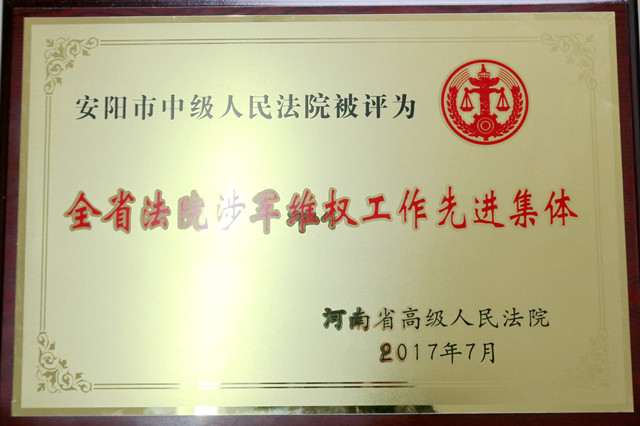 安阳市中级人民法院被评为
全省法院涉军维权工作先进集体
河南省高级人民法院
2017年7月